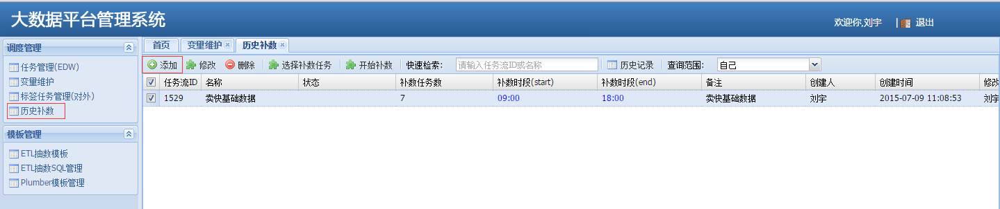 大数据平台管理系统
欢迎你,刘宇 | 退出
调度管理
任务管理(EDW)
变量维护
标签任务管理(对外)
历史补数
模板管理
ETL抽数模板
ETL抽数SQL管理
Plumber模板管理
首页 变量维护 历史补数
添加 修改 删除 选择补数任务 开始补数 快速检索: 请输入任务流ID或名称 历史记录 查询范围: 自己
任务流ID 名称 状态 补数任务数 补数时段(start) 补数时段(end) 备注 创建人 创建时间 修改
1529 卖快基础数据 7 09:00 18:00 卖快基础数据 刘宇 2015-07-09 11:08:53 刘宇